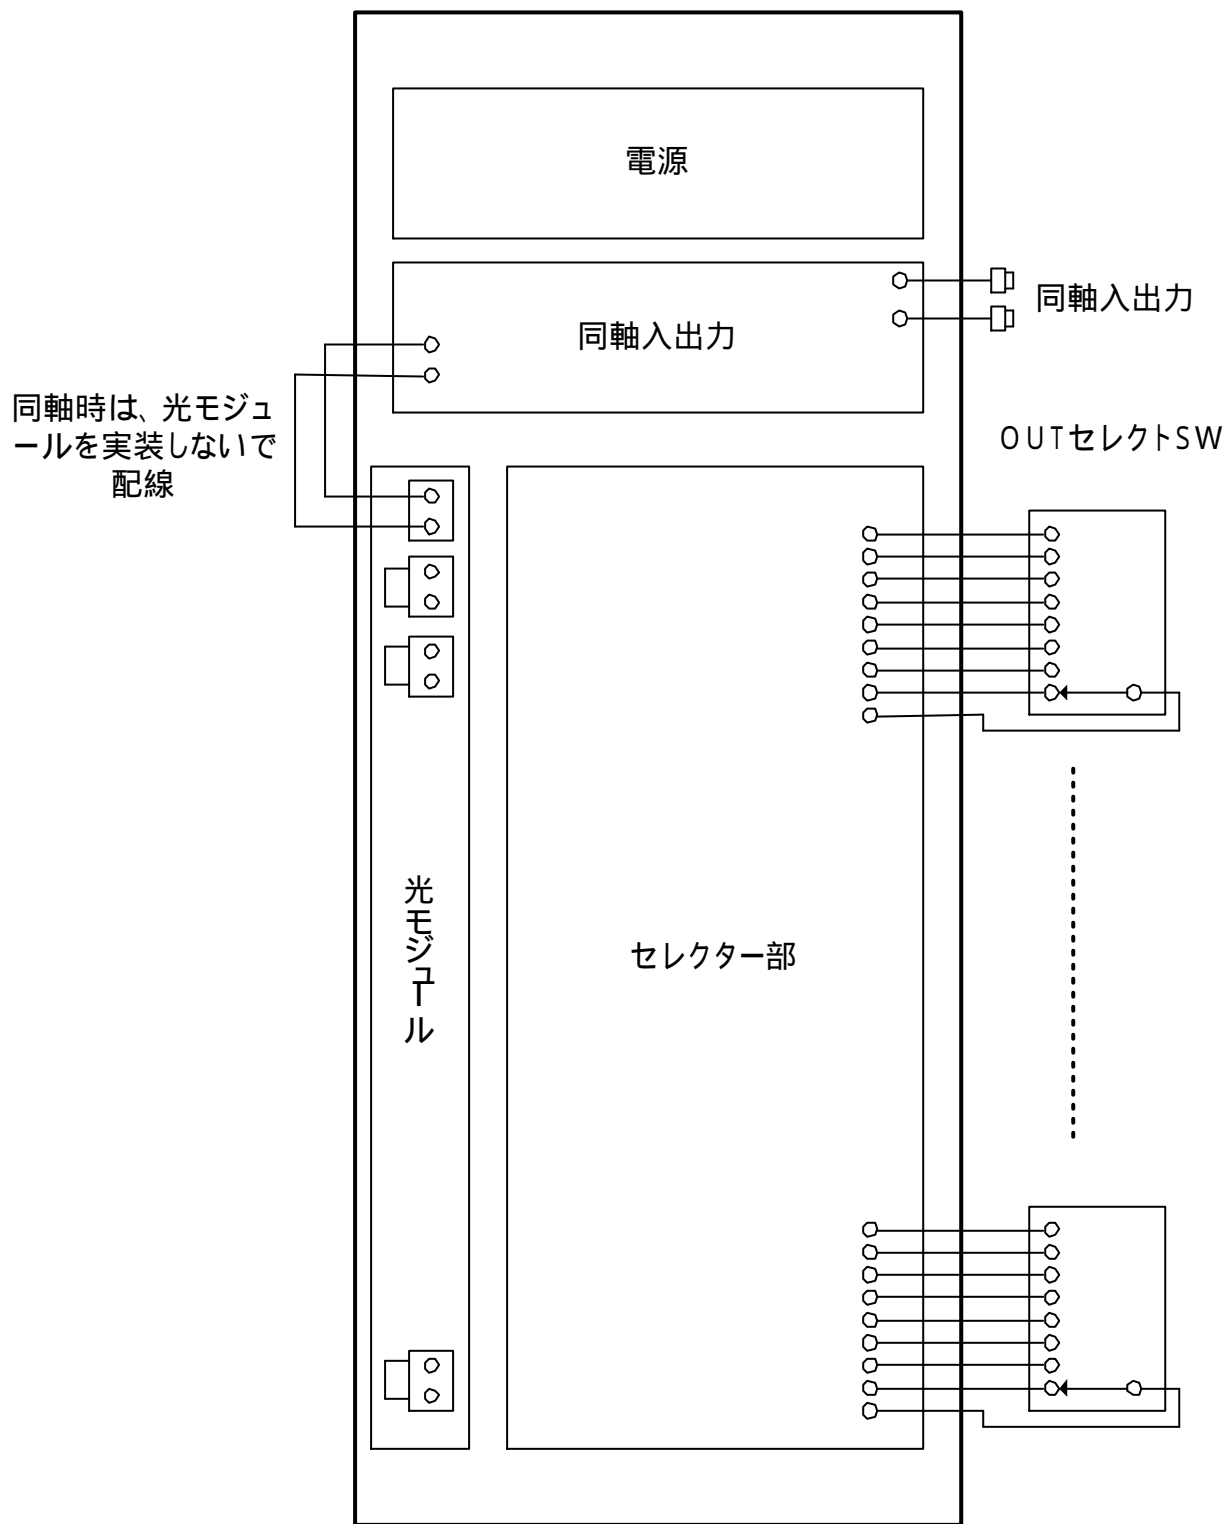 電源
同軸入出力
同軸入出力
同軸時は、光モジュ
ールを実装しないで
配線
OUTセレクトSW
光モジュール
セレクター部